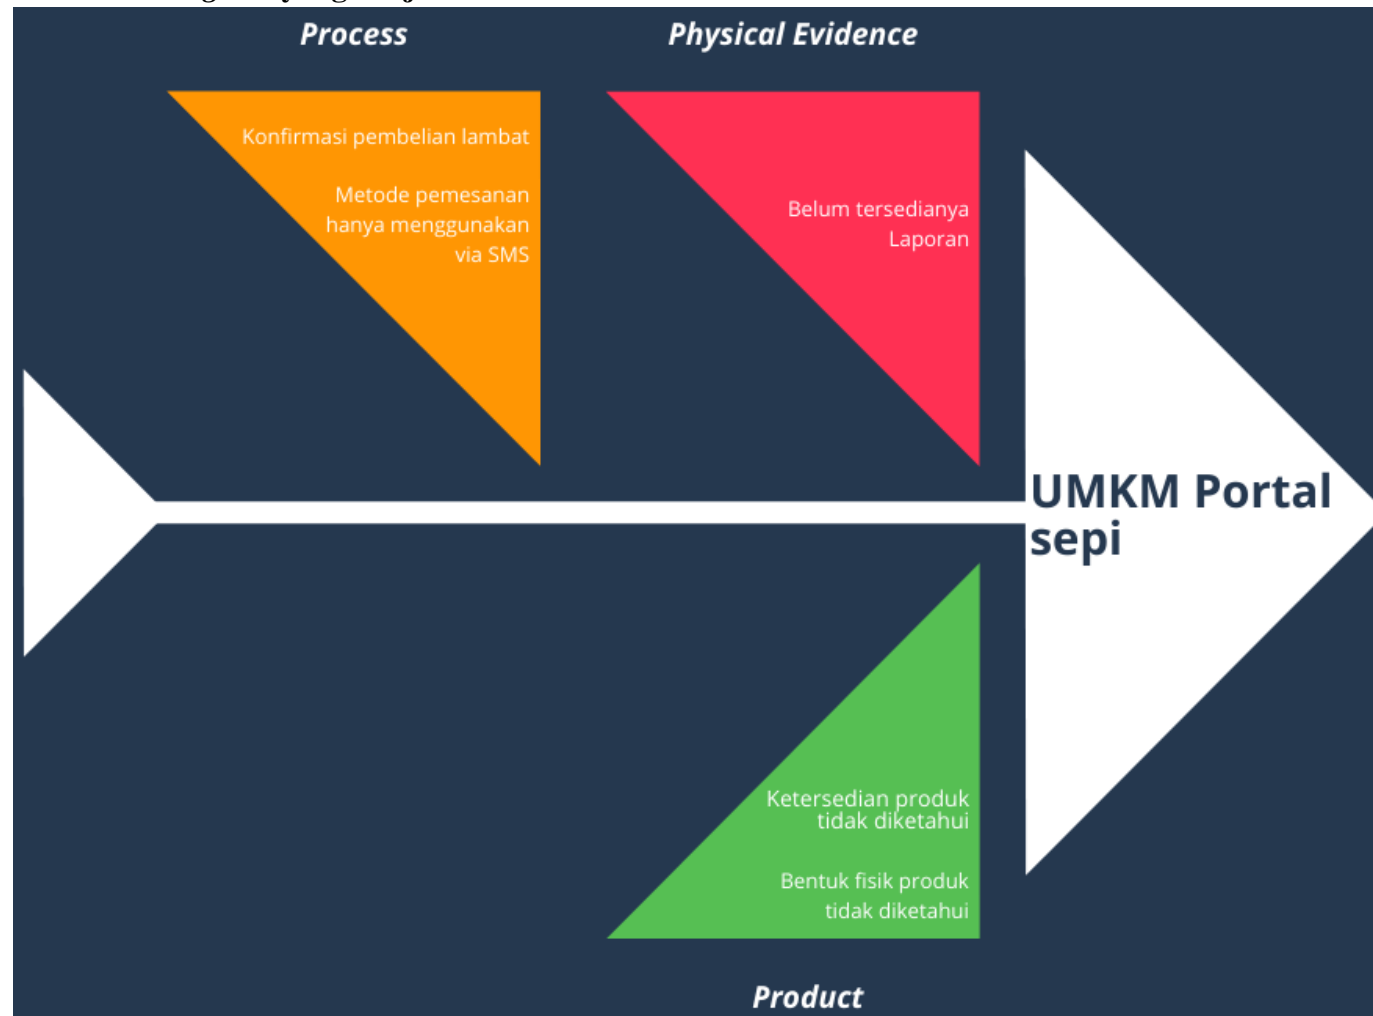 Process
Physical Evidence
Konfirmasi pembelian lambat
Metode pemesanan
hanya menggunakan
via SMS
Belum tersedianya
Laporan
UMKM Portal
sepi
Ketersedian produk
tidak diketahui
Bentuk fisik produk
tidak diketahui
Product